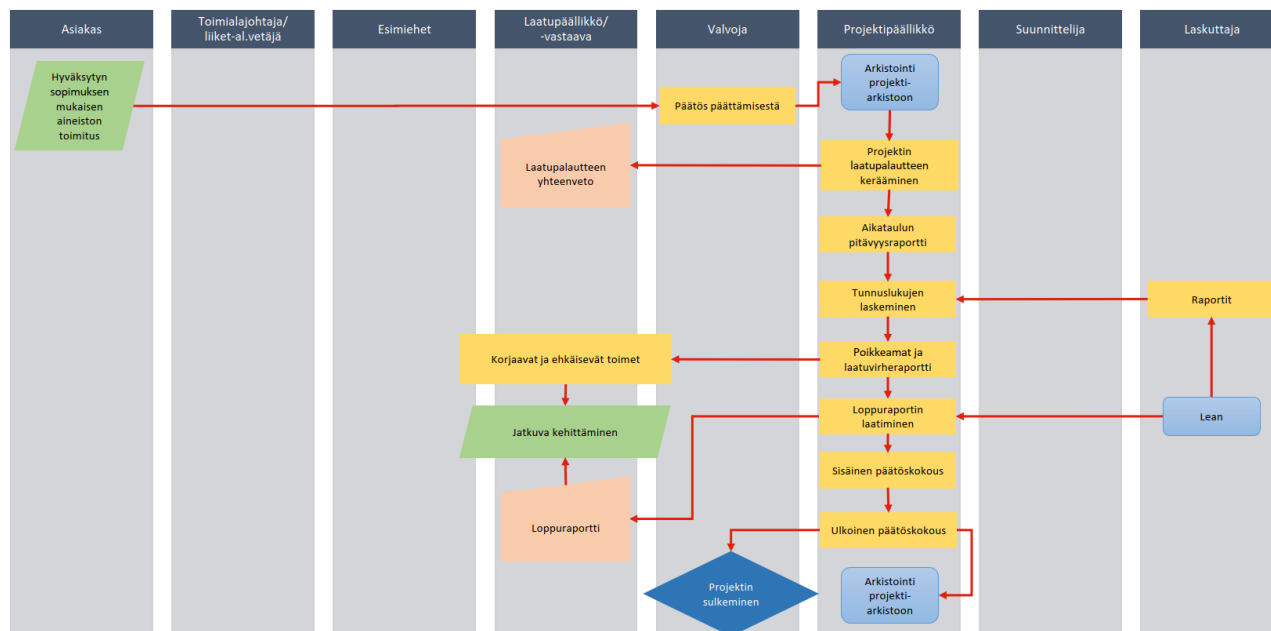 Asiakas
Toimialajohtaja/
liiket-al.vetäjä
Esimiehet
Laatupäällikkö/
-vastaava
Valvoja
Projektipäällikkö
Suunnittelija
Laskuttaja
Hyväksytyn
sopimuksen
mukaisen
aineiston
toimitus
Päätös päättämisestä
Arkistointi
projekti-
arkistoon
Laatupalautteen
yhteenveto
Projektin
laatupalautteen
kerääminen
Aikataulun
pitävyysraportti
Tunnuslukujen
laskeminen
Raportit
Korjaavat ja ehkäisevät toimet
Poikkeamat ja
laatuvirheraportti
Jatkuva kehittäminen
Loppuraportin
laatiminen
Lean
Sisäinen päätöskokous
Loppuraportti
Ulkoinen päätöskokous
Projektin
sulkeminen
Arkistointi
projekti-
arkistoon